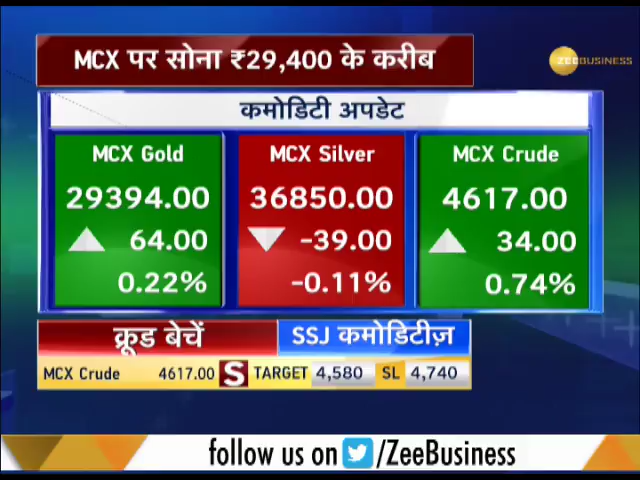 MCX पर सोना ₹29,400 के करीब
ZEEBUSINESS
कमोडिटी अपडेट
MCX Gold
29394.00
64.00
0.22%
MCX Silver
36850.00
-39.00
-0.11%
MCX Crude
4617.00
34.00
0.74%
क्रूड बेचें
SSJ कमोडिटीज़
MCX Crude 4617.00 S TARGET 4,580 SL 4,740
follow us on /ZeeBusiness